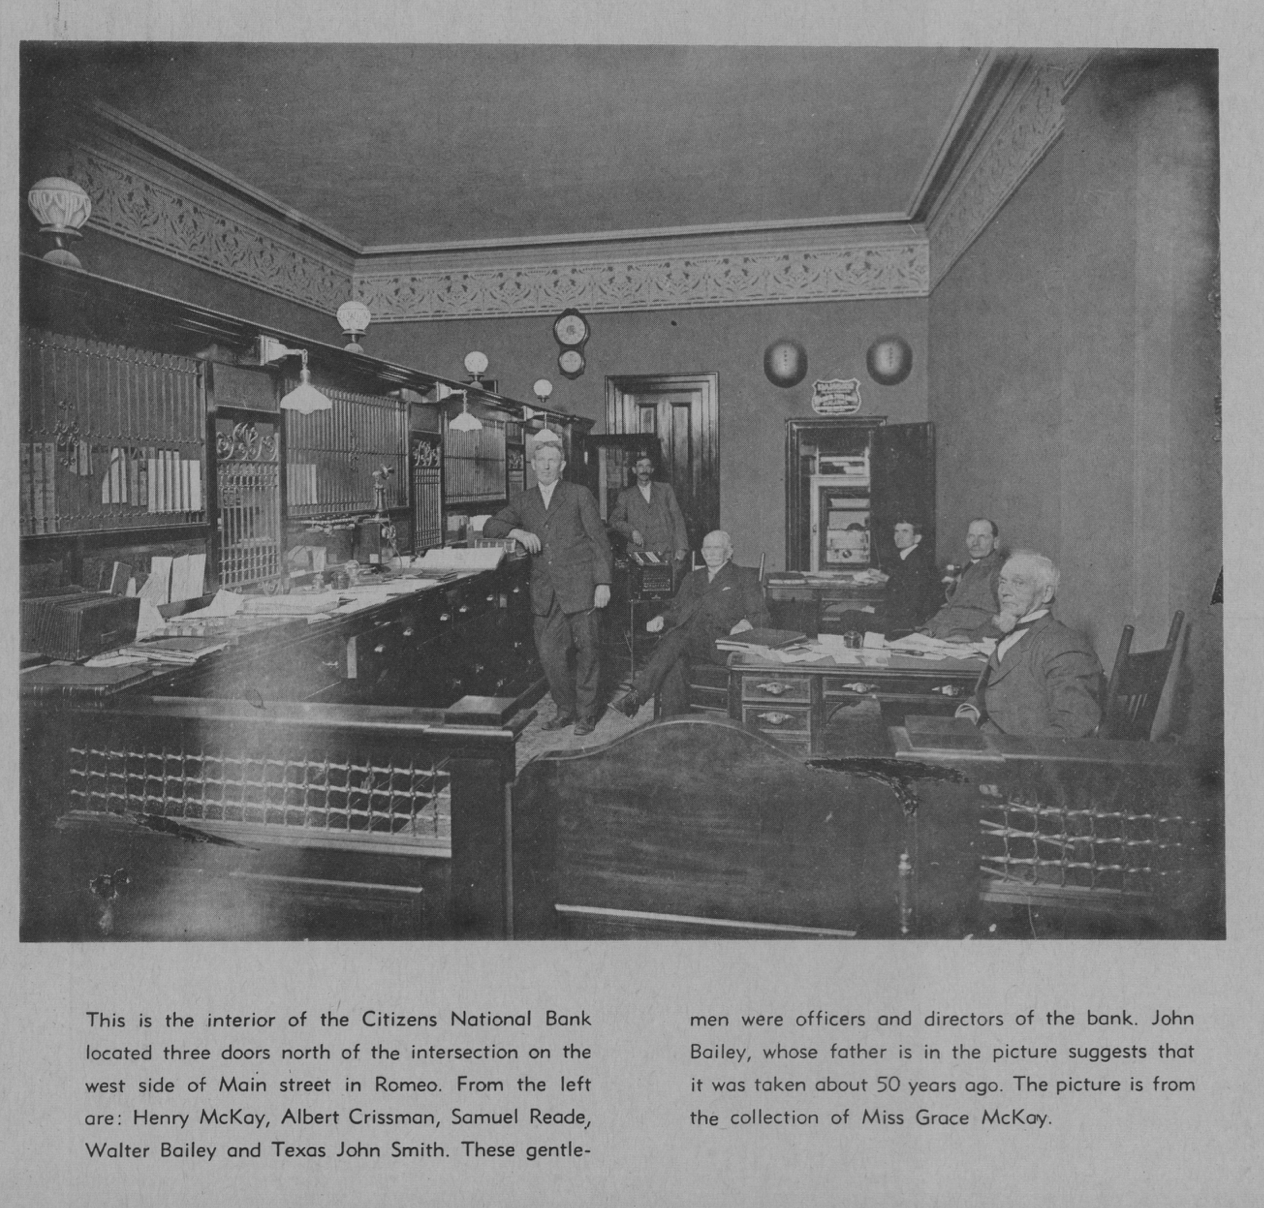 This is the interior of the Citizens National Bank
located three doors north of the intersection on the
west side of Main street in Romeo. From the left
are: Henry McKay, Albert Crissman, Samuel Reade,
Walter Bailey and Texas John Smith. These gentle-
men were officers and directors of the bank. John
Bailey, whose father is in the picture suggests that
it was taken about 50 years ago. The picture is from
the collection of Miss Grace McKay.